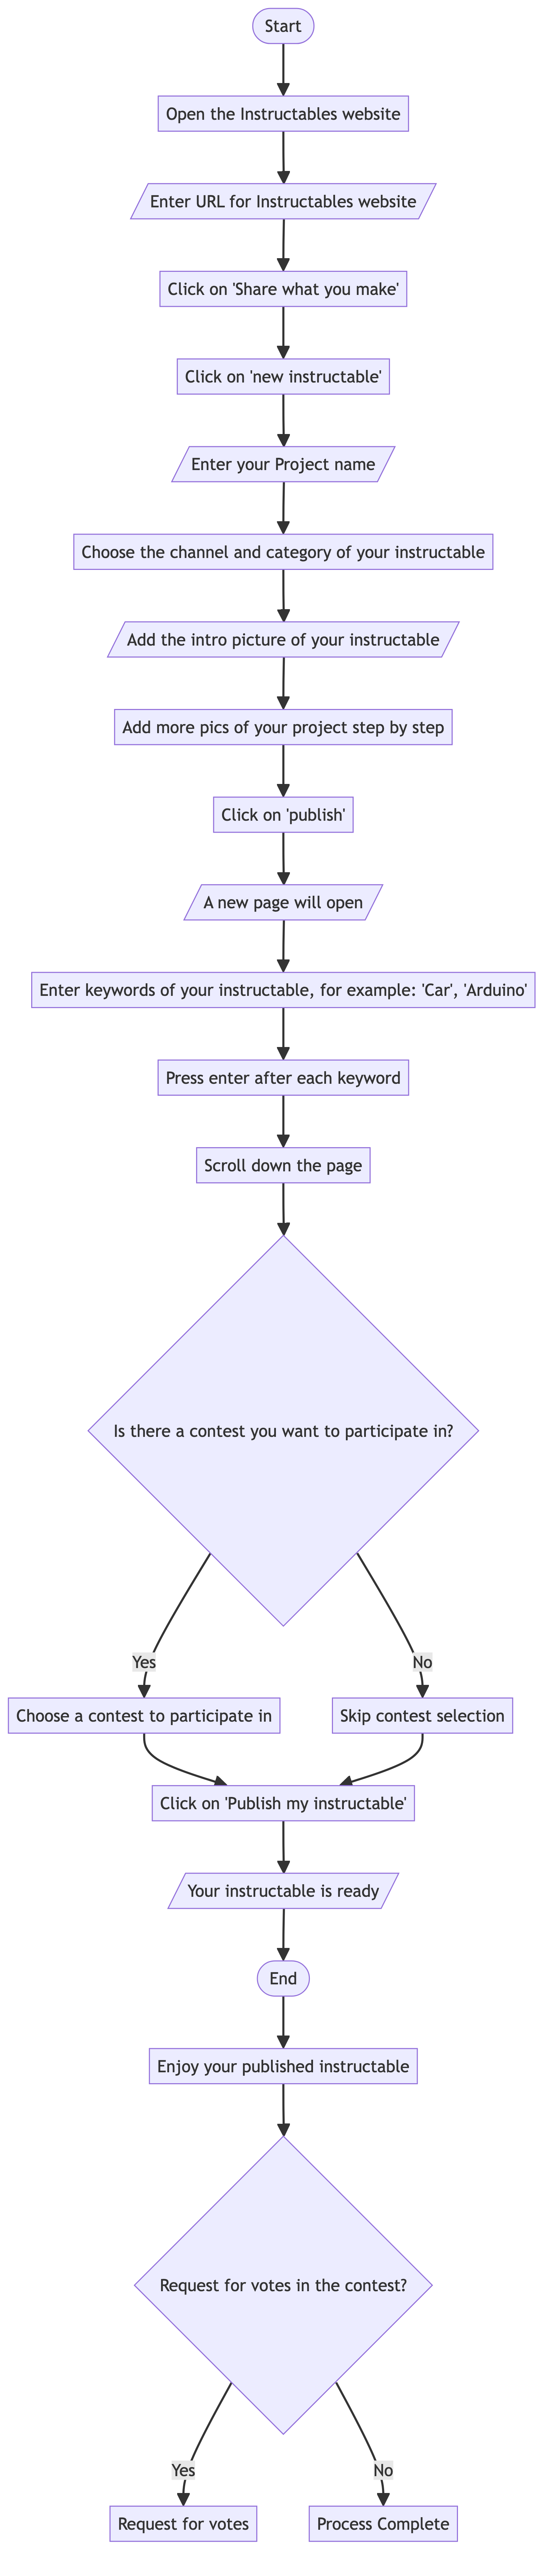 Start
Open the Instructables website
Enter URL for Instructables website
Click on 'Share what you make'
Click on 'new instructable'
Enter your Project name
Choose the channel and category of your instructable
Add the intro picture of your instructable
Add more pics of your project step by step
Click on 'publish'
A new page will open
Enter keywords of your instructable, for example: 'Car', 'Arduino'
Press enter after each keyword
Scroll down the page
Is there a contest you want to participate in?
Yes
No
Choose a contest to participate in
Skip contest selection
Click on 'Publish my instructable'
Your instructable is ready
End
Enjoy your published instructable
Request for votes in the contest?
Yes
No
Request for votes
Process Complete